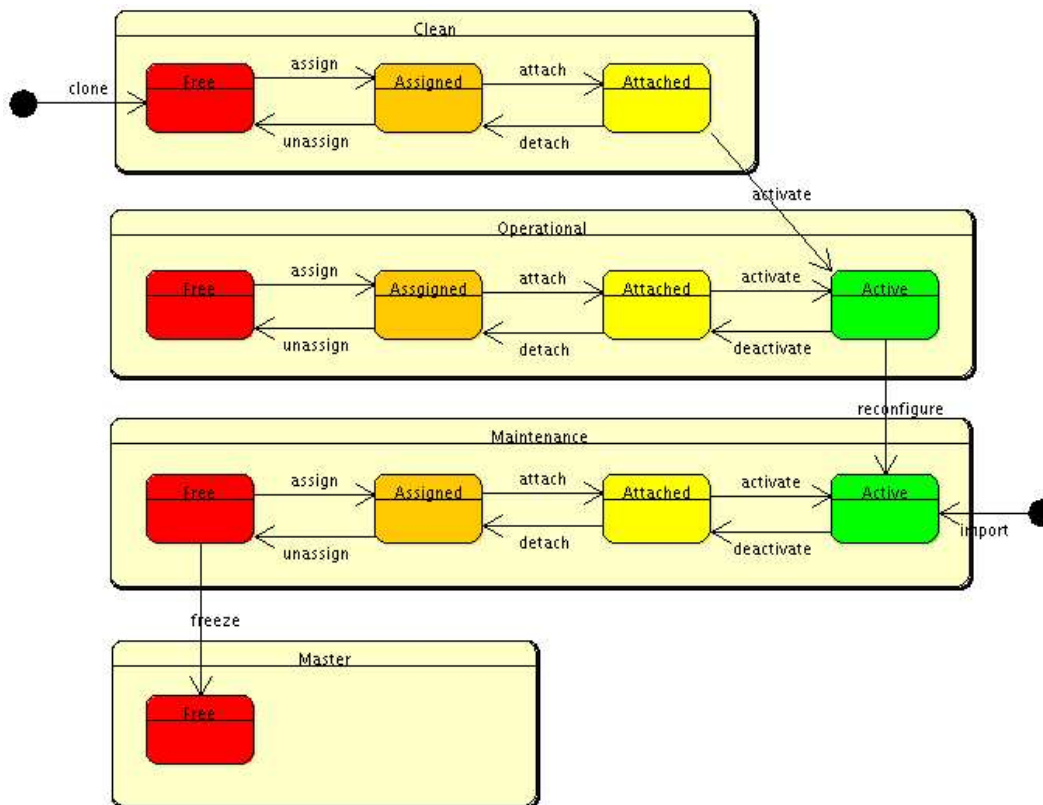 Clean
Free
assign
Assigned
attach
Attached
clone
unassign
detach
activate
Operational
Free
assign
Assgigned
attach
Attached
activate
Active
unassign
detach
deactivate
reconfigure
Maintenance
Free
assign
Assigned
attach
Attached
activate
Active
unassign
detach
deactivate
import
freeze
Master
Free